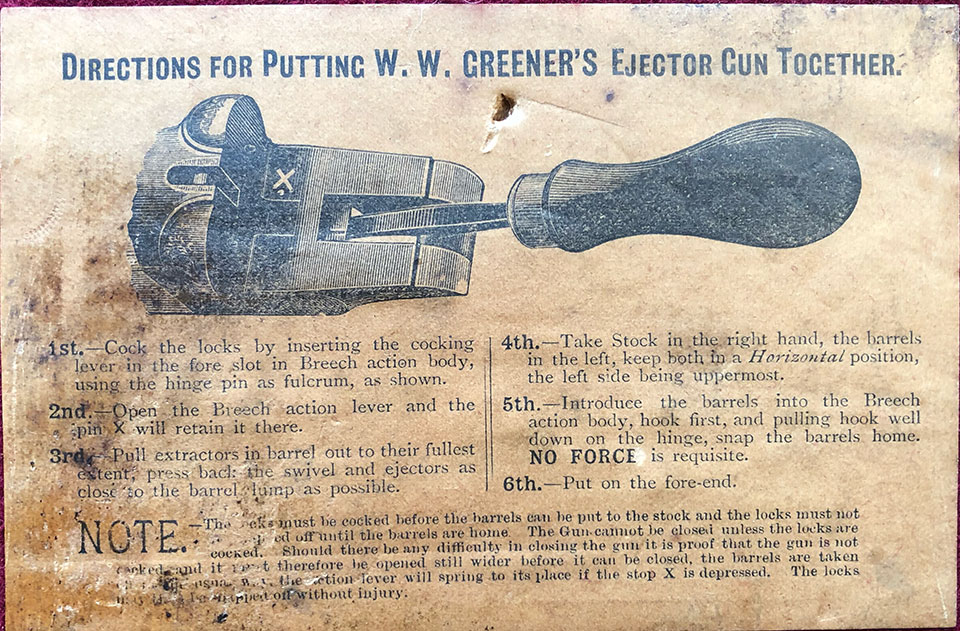 DIRECTIONS FOR PUTTING W. W. GREENER'S EJECTOR GUN TOGETHER.
X
1st.—Cock the locks by inserting the cocking
lever in the fore slot in Breech action body,
using the hinge pin as fulcrum, as shown.
2nd.—Open the Breech action lever and the
pin X will retain it there.
3rd.—Pull extractors in barrel out to their fullest
extent, press back the swivel and ejectors as
close to the barrel lump as possible.
4th.—Take Stock in the right hand, the barrels
in the left, keep both in a Horizontal position,
the left side being uppermost.
5th.—Introduce the barrels into the Breech
action body, hook first, and pulling hook well
down on the hinge, snap the barrels home.
NO FORCE is requisite.
6th.—Put on the fore-end.
NOTE.—The locks must be cocked before the barrels can be put to the stock and the locks must not
off until the barrels are home. The Gun cannot be closed unless the locks are
cocked. Should there be any difficulty in closing the gun it is proof that the gun is not
cocked, and it must therefore be opened still wider before it can be closed, the barrels are taken
usual way, the action lever will spring to its place if the stop X is depressed. The locks
off without injury.